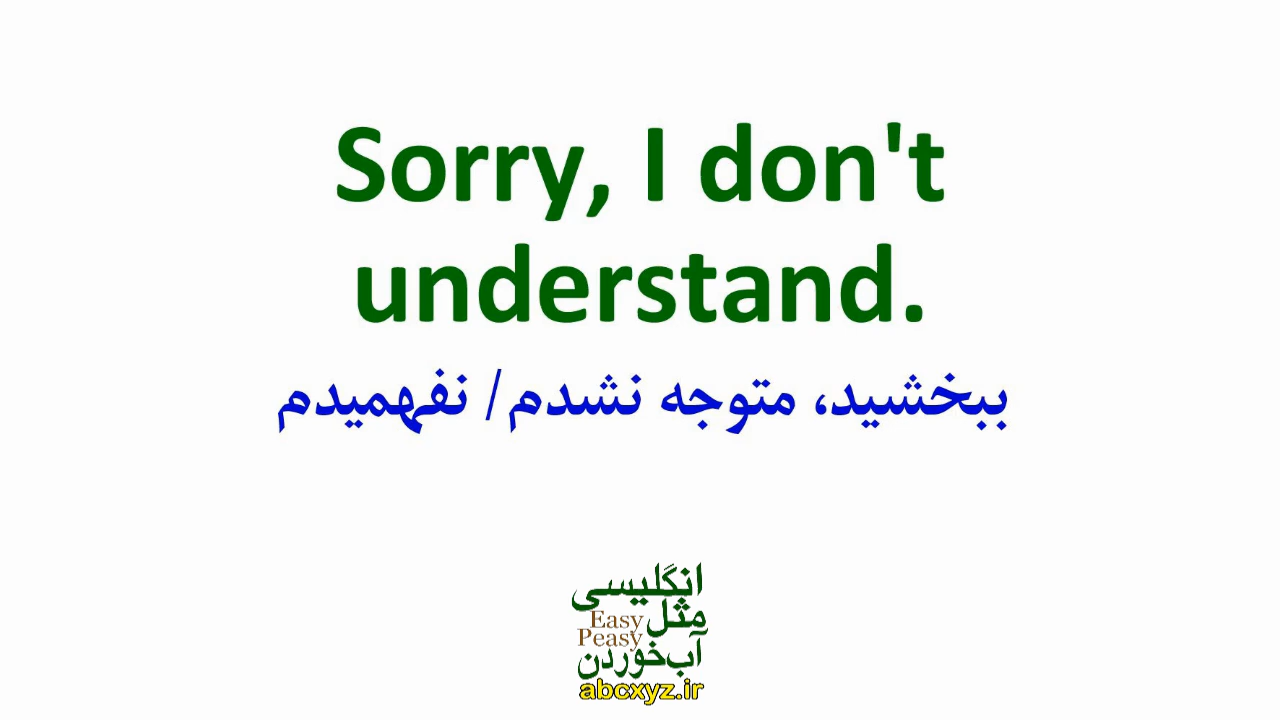 Sorry, I don't
understand.
ببخشید، متوجه نشدم/ نفهمیدم
انگلیسی
مثل
Easy
Peasy
آب‌خوردن
abcxyz.ir